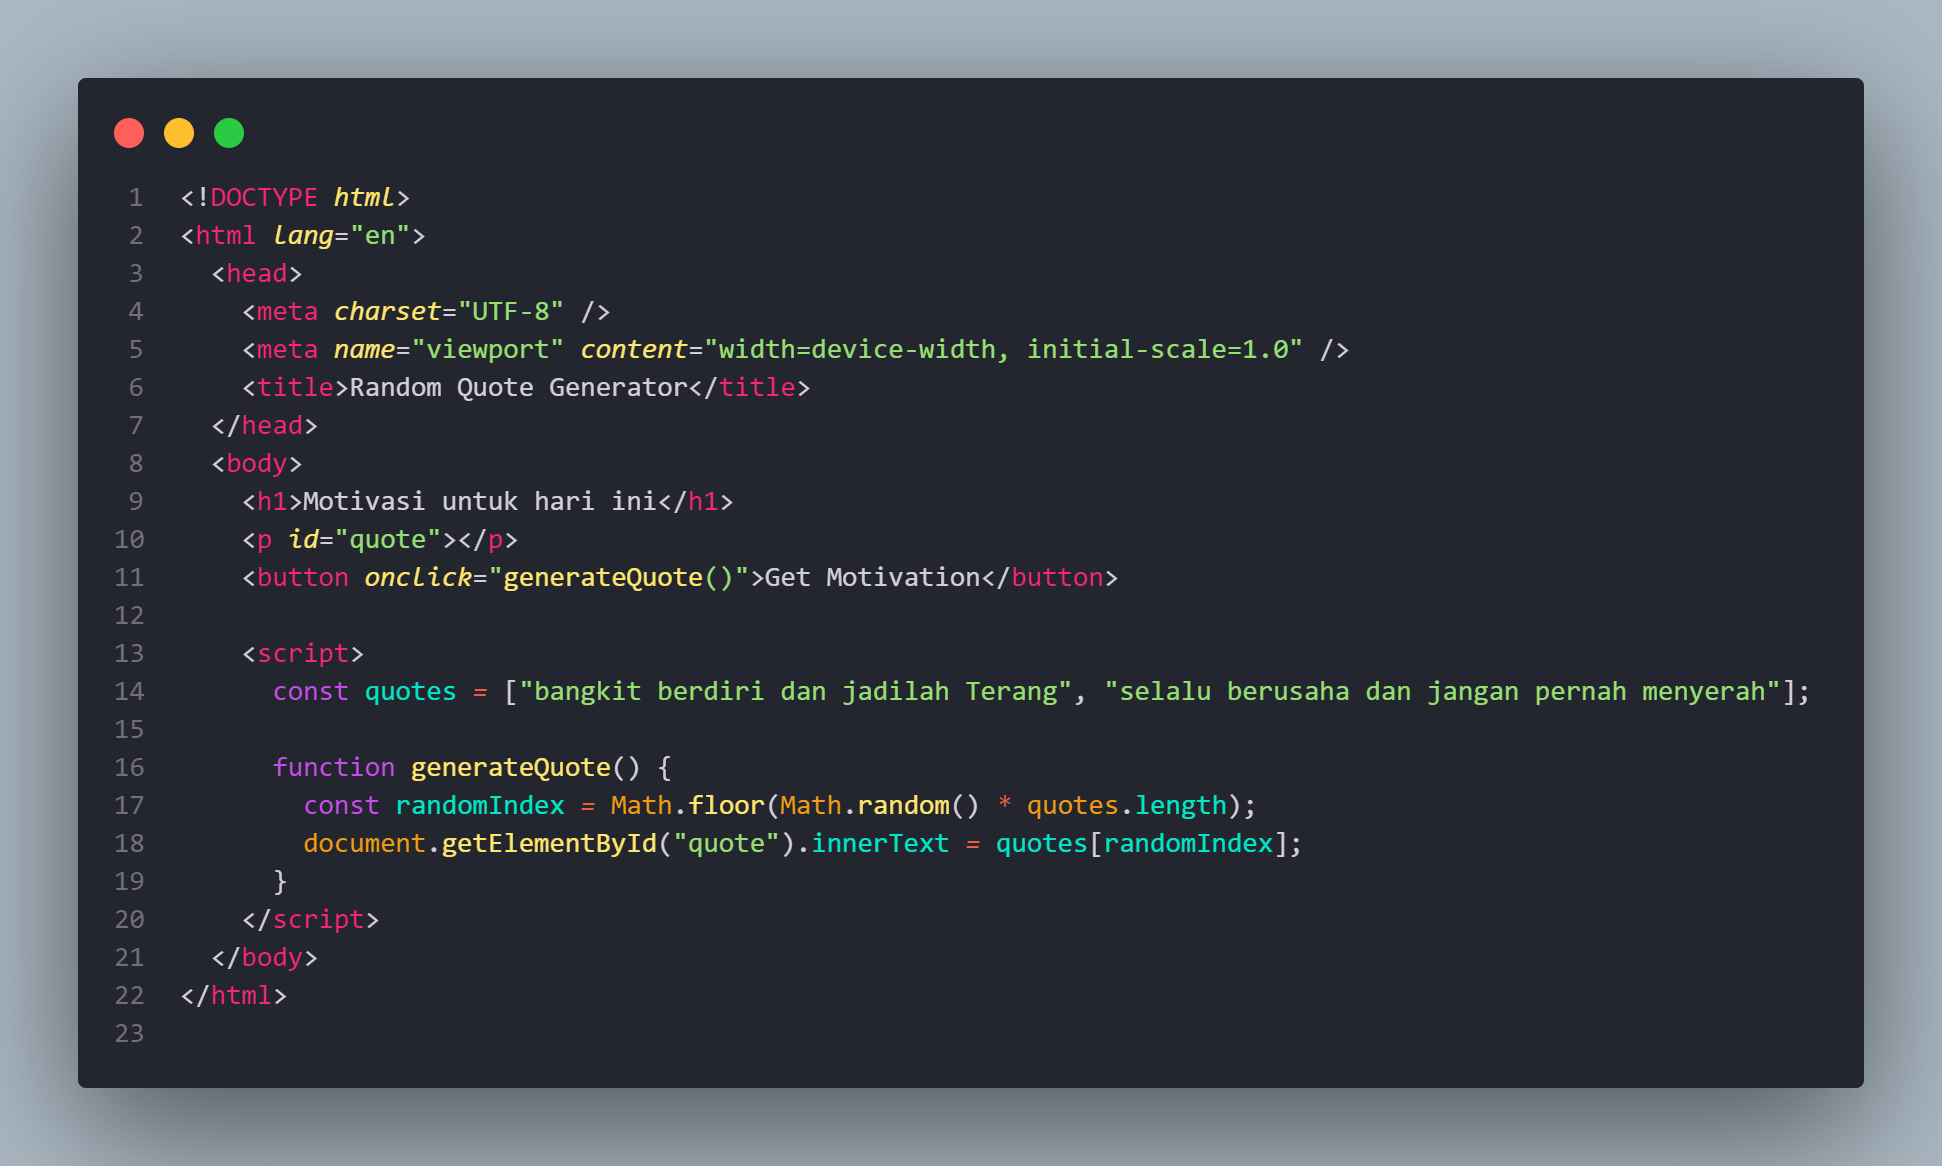 1 <!DOCTYPE html>
2 <html lang="en">
3   <head>
4     <meta charset="UTF-8" />
5     <meta name="viewport" content="width=device-width, initial-scale=1.0" />
6     <title>Random Quote Generator</title>
7   </head>
8   <body>
9     <h1>Motivasi untuk hari ini</h1>
10     <p id="quote"></p>
11     <button onclick="generateQuote()">Get Motivation</button>
12
13     <script>
14       const quotes = ["bangkit berdiri dan jadilah Terang", "selalu berusaha dan jangan pernah menyerah"];
15
16       function generateQuote() {
17         const randomIndex = Math.floor(Math.random() * quotes.length);
18         document.getElementById("quote").innerText = quotes[randomIndex];
19       }
20     </script>
21   </body>
22 </html>
23